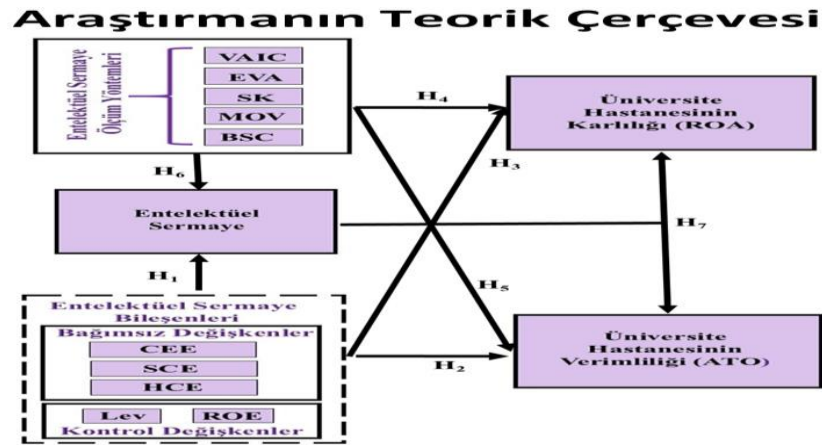 Araştırmanın Teorik Çerçevesi
Entelektüel Sermaye
Ölçüm Yöntemleri
VAIC
EVA
SK
MOV
BSC
H4
Üniversite
Hastanesinin
Karlılığı (ROA)
H3
H6
Entelektüel
Sermaye
H7
H1
H5
Entelektüel Sermaye
Bileşenleri
Bağımsız Değişkenler
CEE
SCE
HCE
Lev
ROE
Kontrol Değişkenler
H2
Üniversite
Hastanesinin
Verimliliği (ATO)